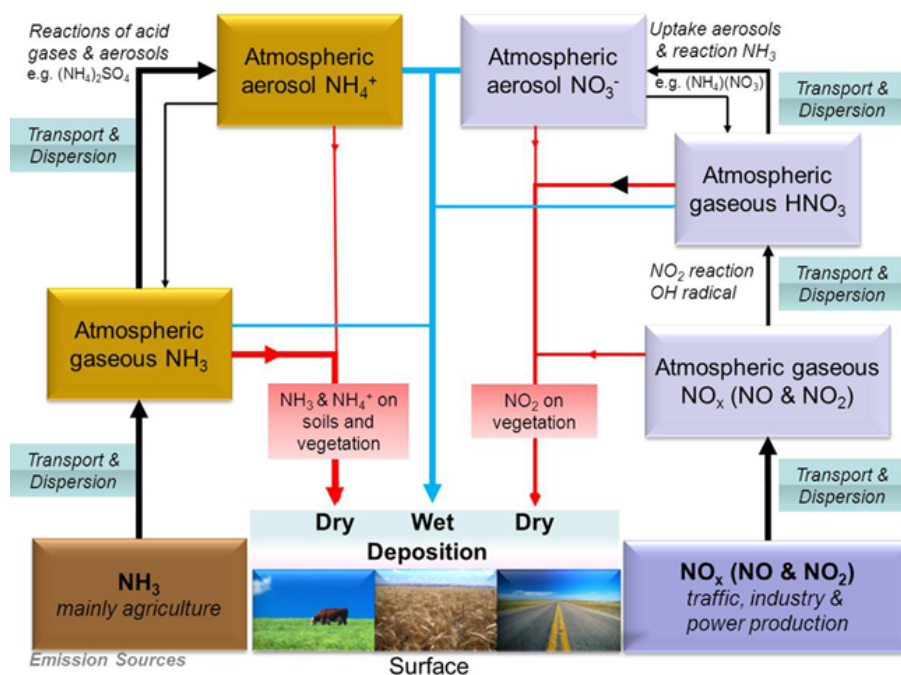 Reactions of acid
gases & aerosols
e.g. (NH₄)₂SO₄
Atmospheric
aerosol NH₄⁺
Atmospheric
aerosol NO₃⁻
Uptake aerosols
& reaction NH₃
e.g. (NH₄)(NO₃)
Transport &
Dispersion
Transport &
Dispersion
Atmospheric
gaseous HNO₃
NO₂ reaction
OH radical
Transport &
Dispersion
Atmospheric
gaseous NH₃
Atmospheric gaseous
NOₓ (NO & NO₂)
NH₃ & NH₄⁺ on
soils and
vegetation
NO₂ on
vegetation
Transport &
Dispersion
Transport &
Dispersion
Dry Wet Dry
Deposition
NH₃
mainly agriculture
NOₓ (NO & NO₂)
traffic, industry &
power production
Emission Sources
Surface